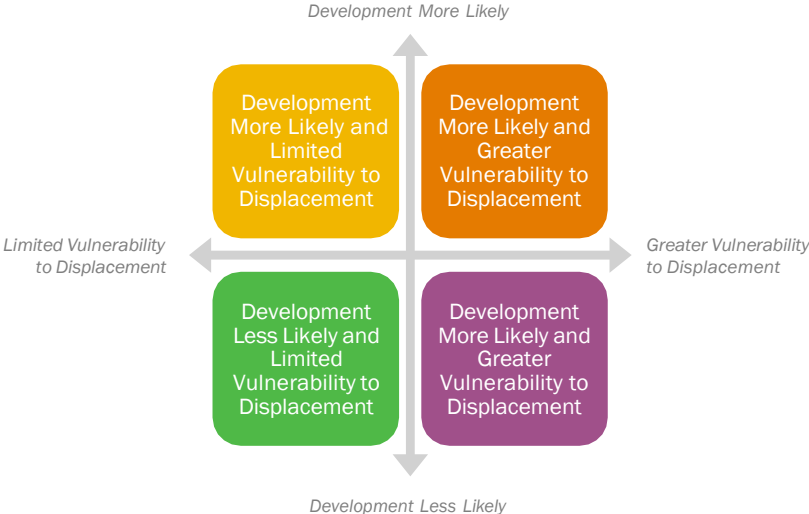 Development More Likely
Development
More Likely and
Limited
Vulnerability to
Displacement
Development
More Likely and
Greater
Vulnerability to
Displacement
Limited Vulnerability
to Displacement
Greater Vulnerability
to Displacement
Development
Less Likely and
Limited
Vulnerability to
Displacement
Development
More Likely and
Greater
Vulnerability to
Displacement
Development Less Likely